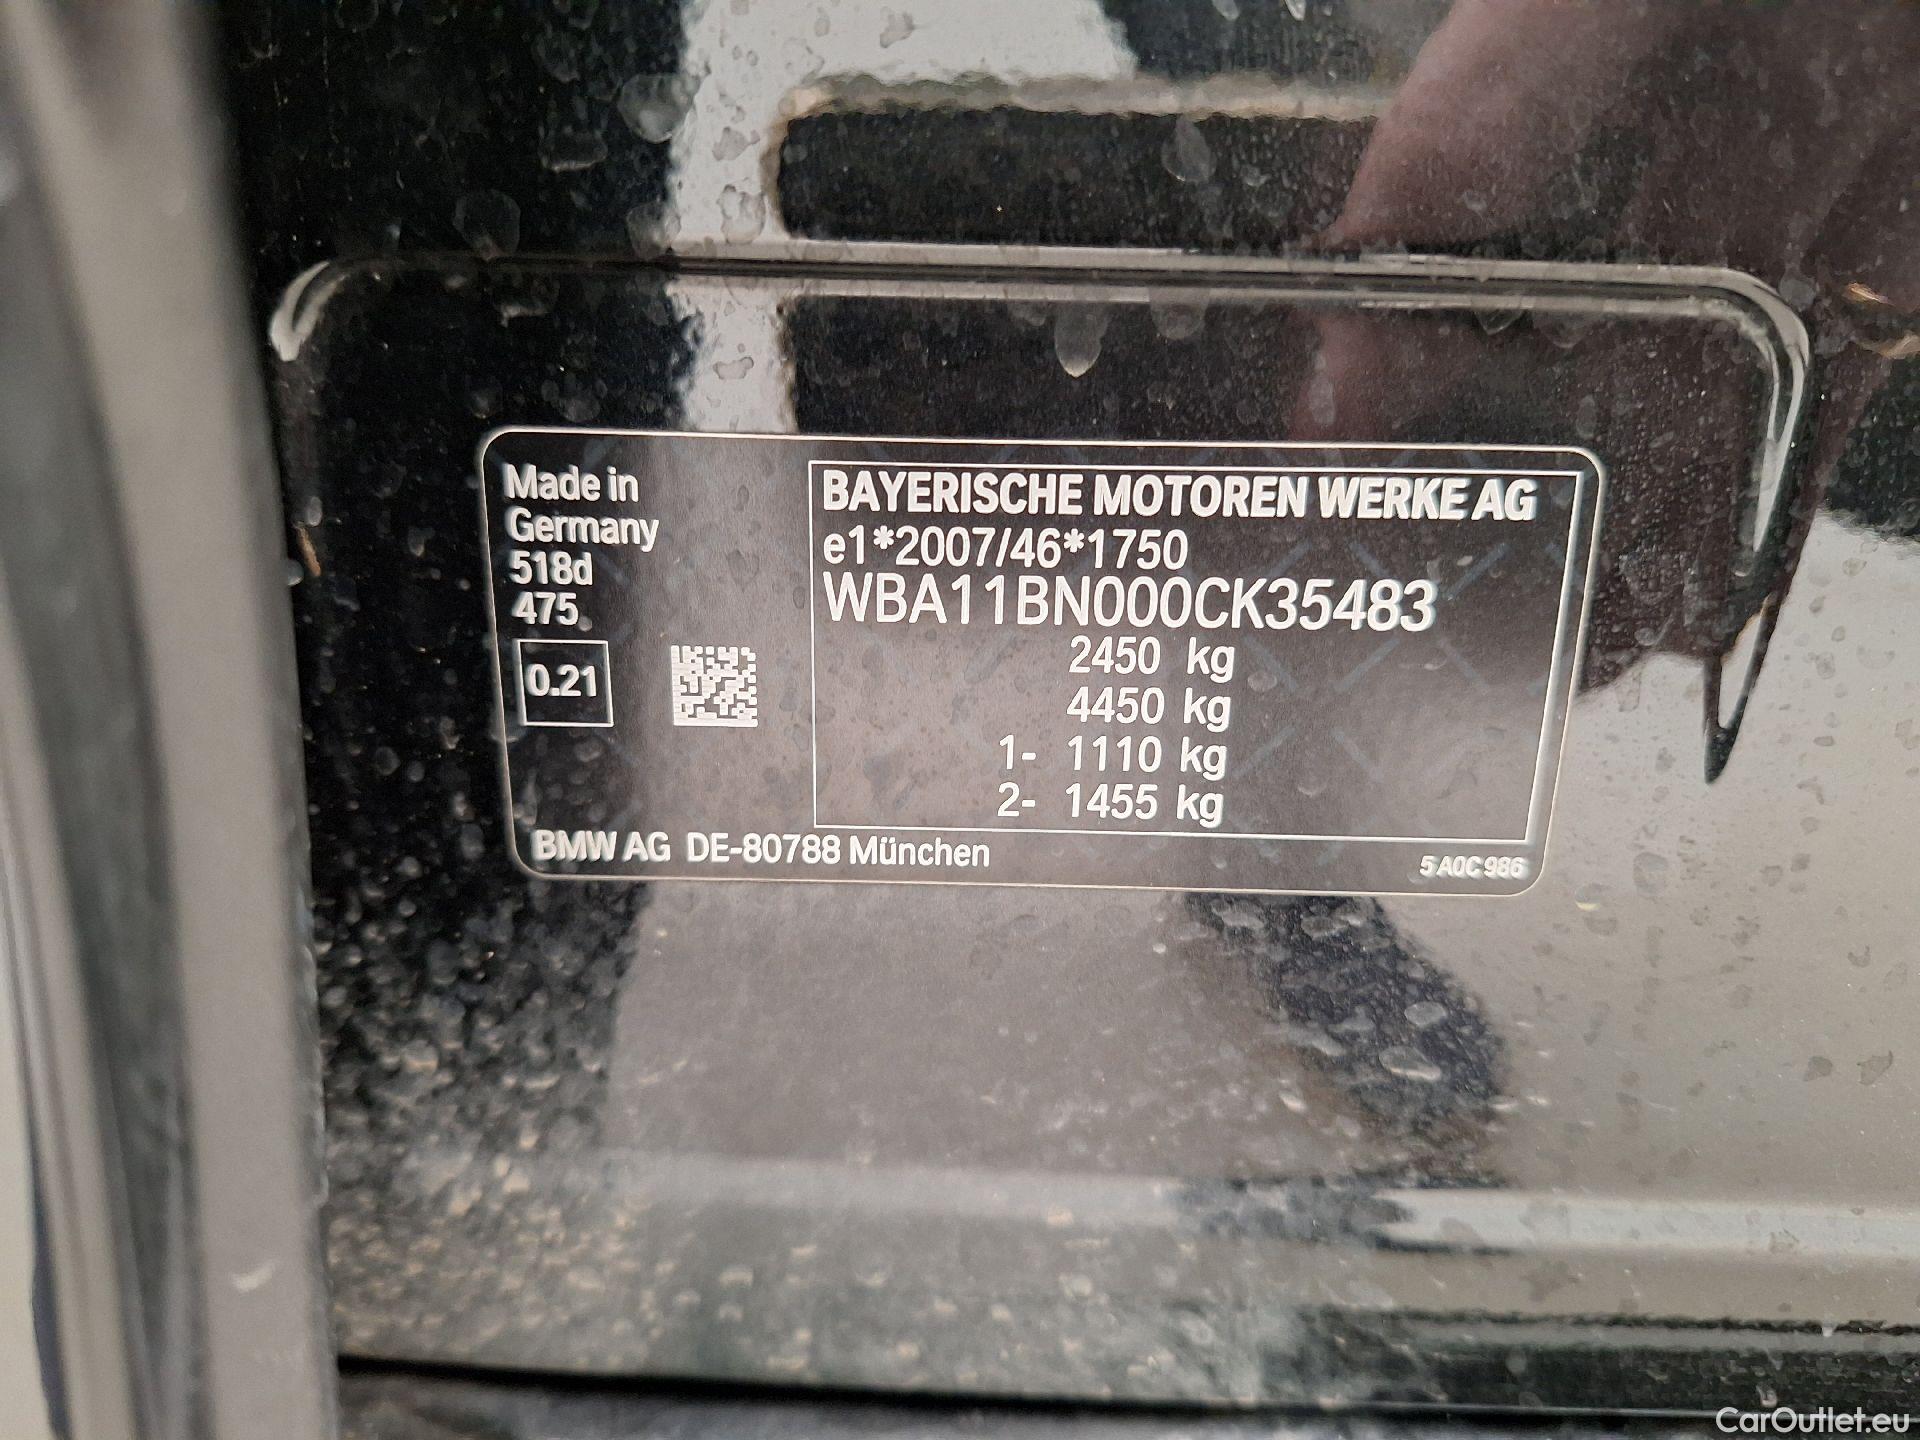 Made in
Germany
518d
475
0.21
BAYERISCHE MOTOREN WERKE AG
e1*2007/46*1750
WBA11BN000CK35483
2450 kg
4450 kg
1- 1110 kg
2- 1455 kg
BMW AG DE-80788 München
5 A0C 986
CarOutlet.eu